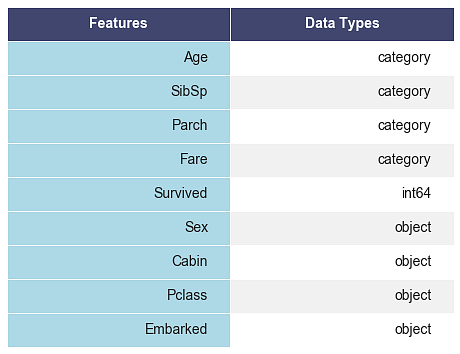 Features Data Types
Age category
SibSp category
Parch category
Fare category
Survived int64
Sex object
Cabin object
Pclass object
Embarked object